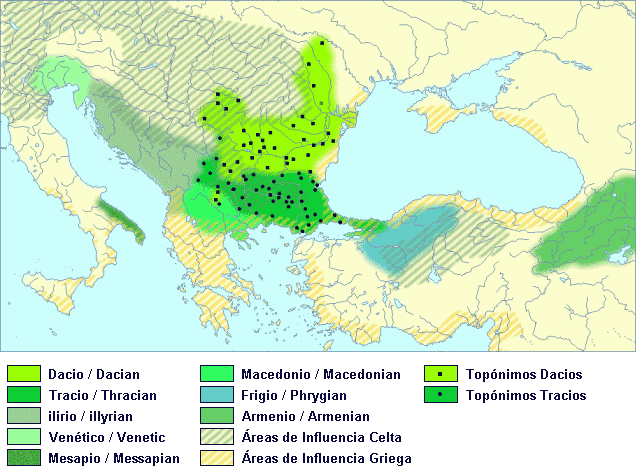 Dacio / Dacian
Tracio / Thracian
ilirio / illyrian
Venético / Venetic
Mesapio / Messapian
Macedonio / Macedonian
Frigio / Phrygian
Armenio / Armenian
Áreas de Influencia Celta
Áreas de Influencia Griega
Topónimos Dacios
Topónimos Tracios